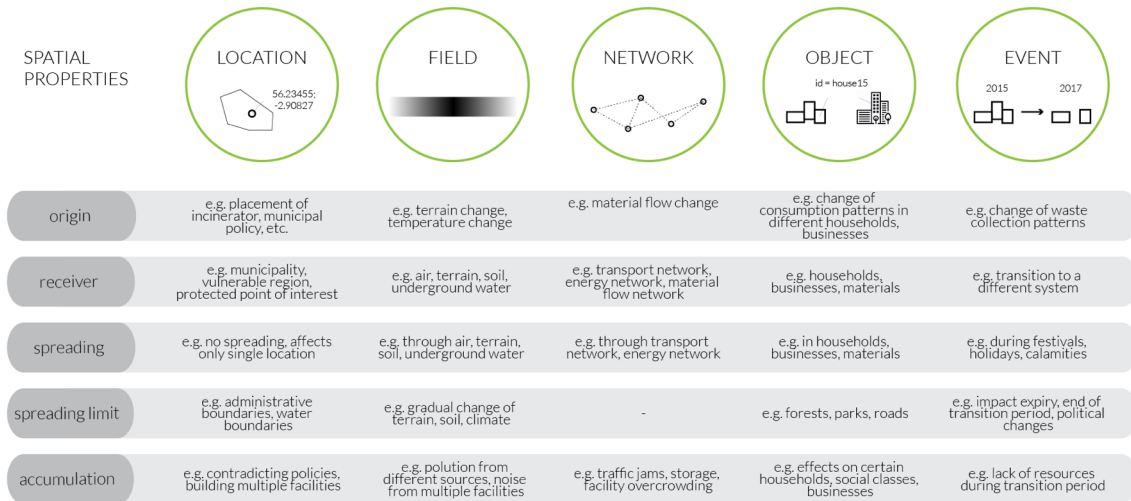 SPATIAL
PROPERTIES
LOCATION
56.23455;
-2.90827
FIELD
NETWORK
OBJECT
id = house15
EVENT
2015
2017
origin
e.g. placement of
incinerator, municipal
policy, etc.
e.g. terrain change,
temperature change
e.g. material flow change
e.g. change of
consumption patterns in
different households,
businesses
e.g. change of waste
collection patterns
receiver
e.g. municipality,
vulnerable region,
protected point of interest
e.g. air, terrain, soil,
underground water
e.g. transport network,
energy network, material
flow network
e.g. households,
businesses, materials
e.g. transition to a
different system
spreading
e.g. no spreading, affects
only single location
e.g. through air, terrain,
soil, underground water
e.g. through transport
network, energy network
e.g. in households,
businesses, materials
e.g. during festivals,
holidays, calamities
spreading limit
e.g. administrative
boundaries, water
boundaries
e.g. gradual change of
terrain, soil, climate
-
e.g. forests, parks, roads
e.g. impact expiry, end of
transition period, political
changes
accumulation
e.g. contradicting policies,
building multiple facilities
e.g. polution from
different sources, noise
from multiple facilities
e.g. traffic jams, storage,
facility overcrowding
e.g. effects on certain
households, social classes,
businesses
e.g. lack of resources
during transition period